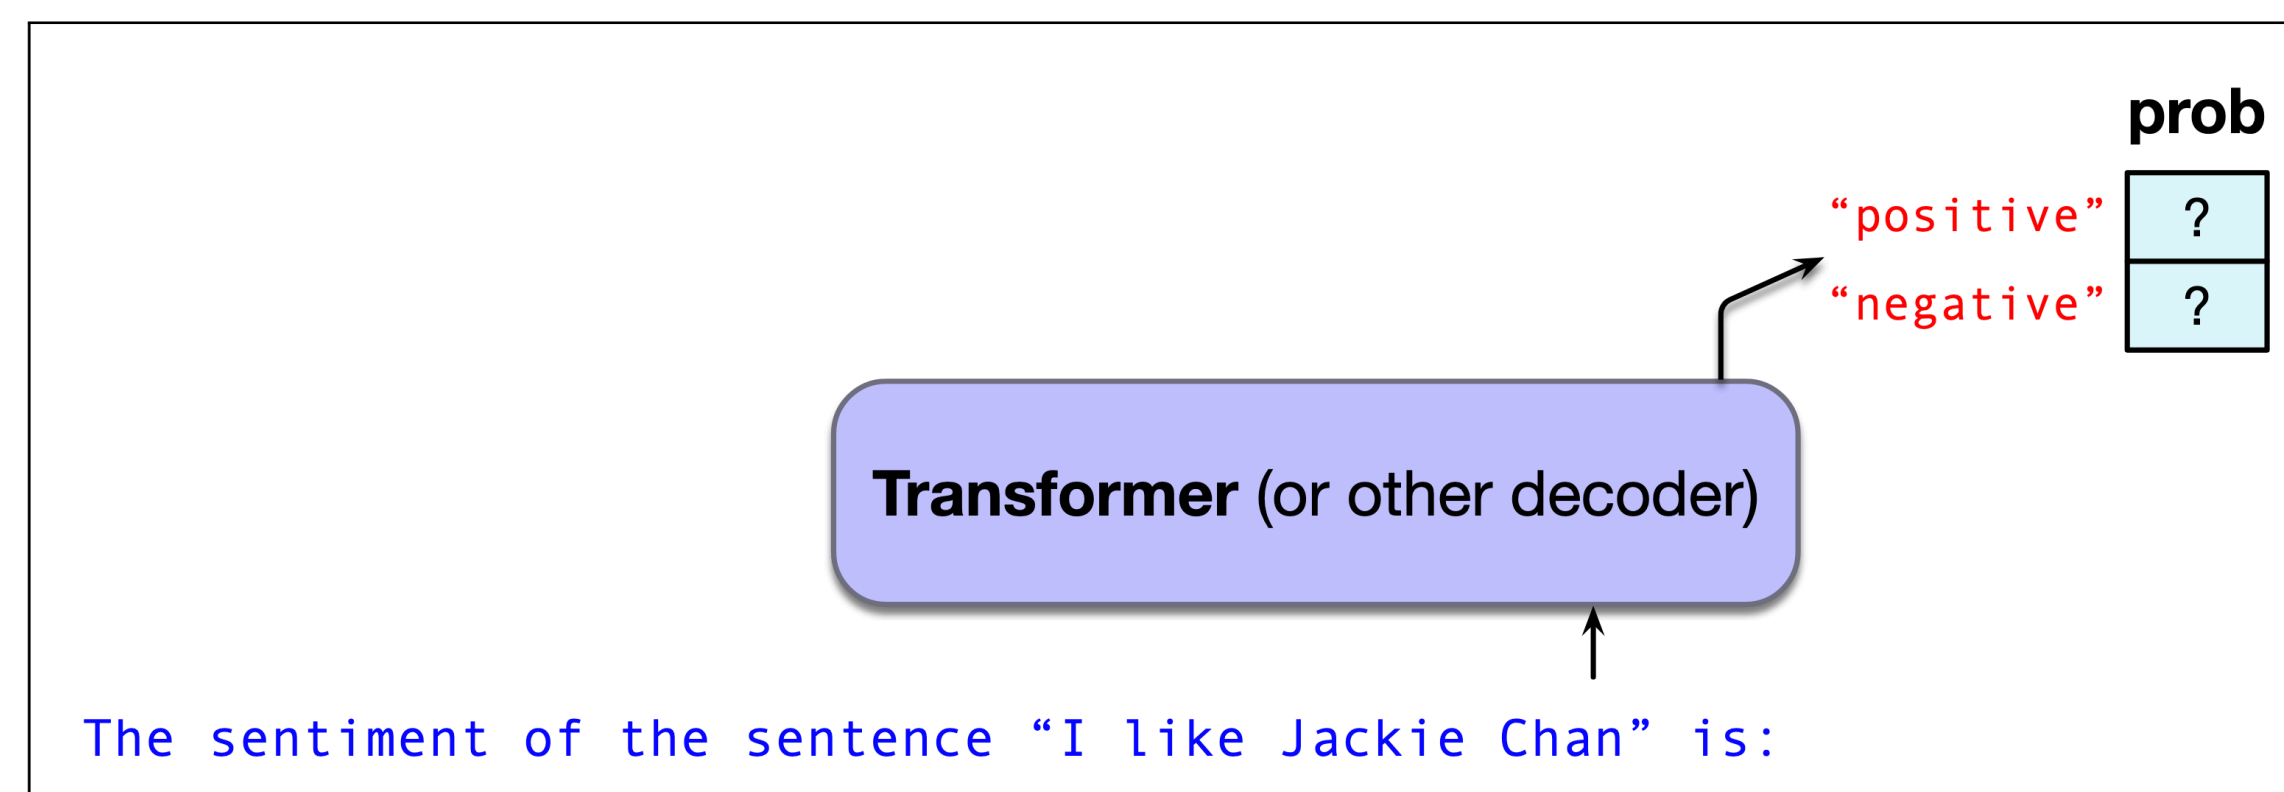 prob
“positive” ?
“negative” ?
Transformer (or other decoder)
The sentiment of the sentence “I like Jackie Chan” is: